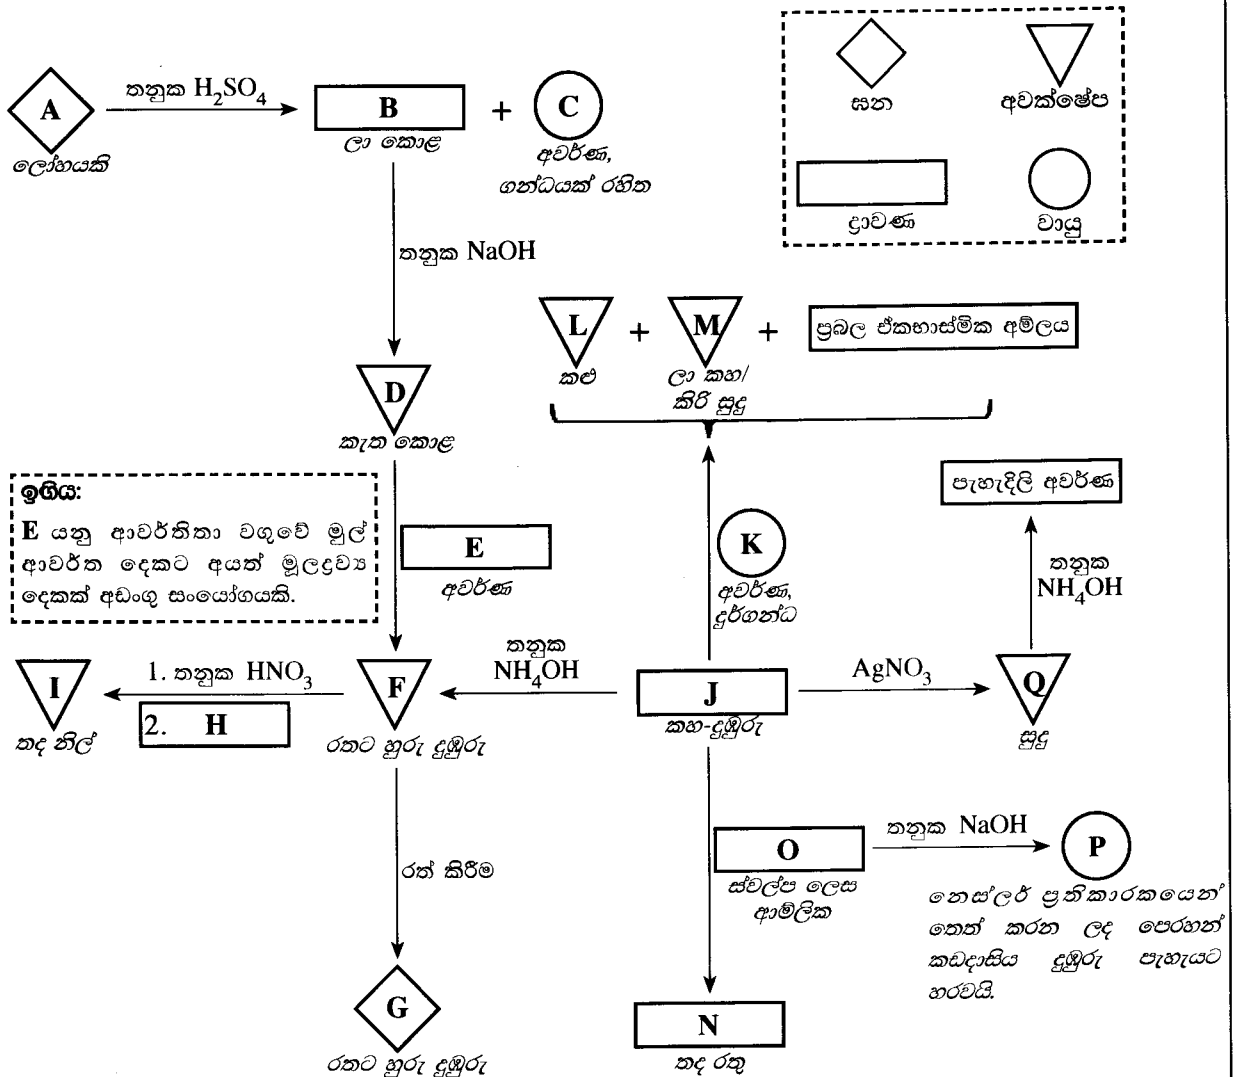 ඝන
අවක්ෂේප
ද්‍රාවණ
වායු
A
ලෝහයකි
තනුක H₂SO₄
B
ලා කොළ
+
C
අවර්ණ,
ගන්ධයක් රහිත
තනුක NaOH
L
කළු
+
M
ලා කහ/
කිරි සුදු
+
ප්‍රබල ඒකභාස්මික අම්ලය
D
කැත කොළ
ඉඟිය:
E යනු ආවර්තිතා වගුවේ මුල්
ආවර්ත දෙකට අයත් මූලද්‍රව්‍ය
දෙකක් අඩංගු සංයෝගයකි.
E
අවර්ණ
K
අවර්ණ,
දුර්ගන්ධ
පැහැදිලි අවර්ණ
තනුක
NH₄OH
I
තද නිල්
1. තනුක HNO₃
2. H
F
රතට හුරු දුඹුරු
තනුක
NH₄OH
J
කහ-දුඹුරු
AgNO₃
Q
සුදු
රත් කිරීම
O
ස්වල්ප ලෙස
ආම්ලික
තනුක NaOH
P
නෙස්ලර් ප්‍රතිකාරකයෙන්
තෙත් කරන ලද පෙරහන්
කඩදාසිය දුඹුරු පැහැයට
හරවයි.
G
රතට හුරු දුඹුරු
N
තද රතු